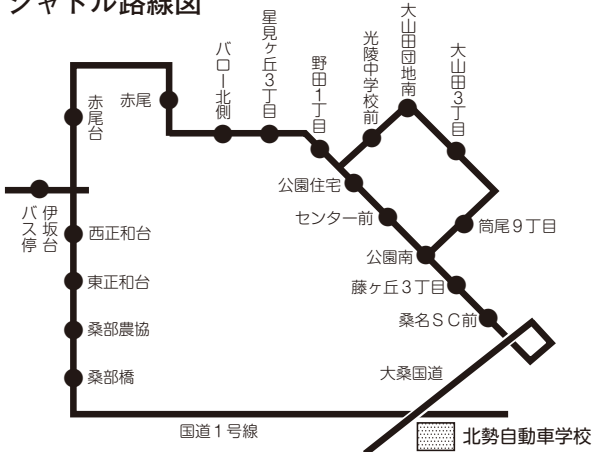 シャトル路線図
大山田団地南
星見ヶ丘3丁目
光陵中学校前
大山田3丁目
バロー北側
野田1丁目
赤尾台
赤尾
公園住宅
伊坂台
バス停
センター前
筒尾9丁目
西正和台
公園南
東正和台
藤ヶ丘3丁目
桑名SC前
桑部農協
大桑国道
桑部橋
国道1号線
北勢自動車学校